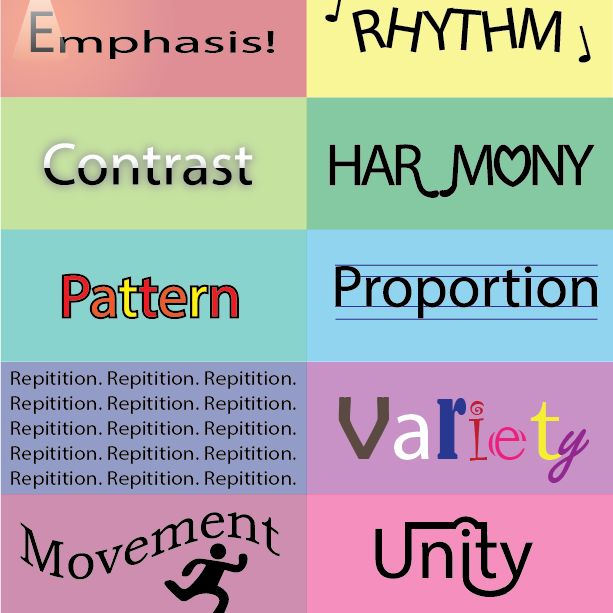 Emphasis!
RHYTHM
Contrast
HARMONY
Pattern
Proportion
Repitition. Repitition. Repitition.
Repitition. Repitition. Repitition.
Repitition. Repitition. Repitition.
Repitition. Repitition. Repitition.
Repitition. Repitition. Repitition.
Variety
Movement
Unity